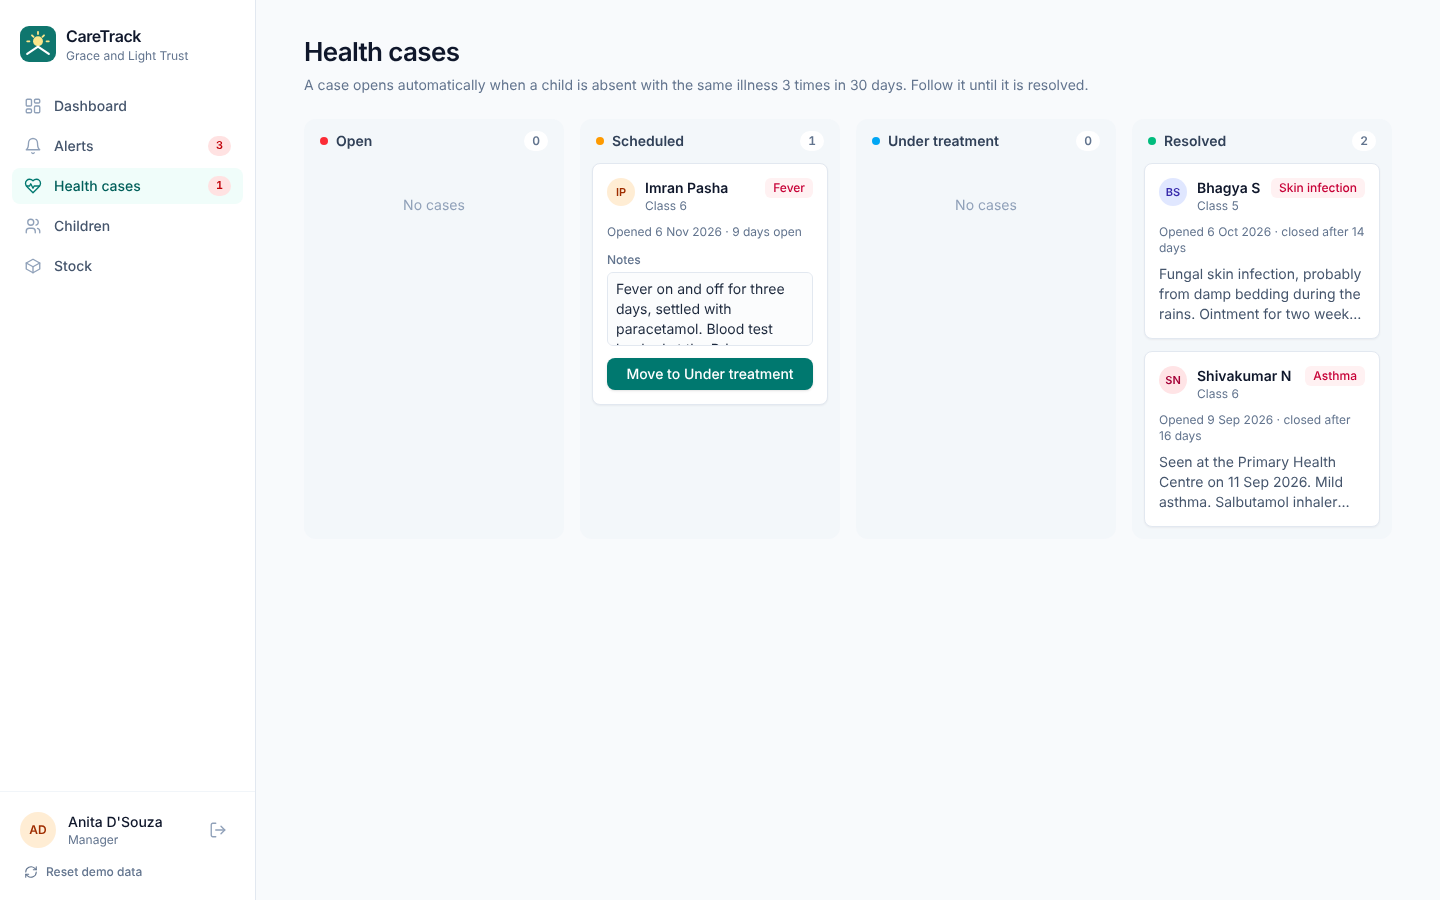 CareTrack
Grace and Light Trust
Dashboard
Alerts 3
Health cases 1
Children
Stock
AD
Anita D'Souza
Manager
Reset demo data
Health cases
A case opens automatically when a child is absent with the same illness 3 times in 30 days. Follow it until it is resolved.
Open 0
No cases
Scheduled 1
IP
Imran Pasha Fever
Class 6
Opened 6 Nov 2026 · 9 days open
Notes
Fever on and off for three
days, settled with
paracetamol. Blood test
Move to Under treatment
Under treatment 0
No cases
Resolved 2
BS
Bhagya S Skin infection
Class 5
Opened 6 Oct 2026 · closed after 14
days
Fungal skin infection, probably
from damp bedding during the
rains. Ointment for two week…
SN
Shivakumar N Asthma
Class 6
Opened 9 Sep 2026 · closed after
16 days
Seen at the Primary Health
Centre on 11 Sep 2026. Mild
asthma. Salbutamol inhaler…